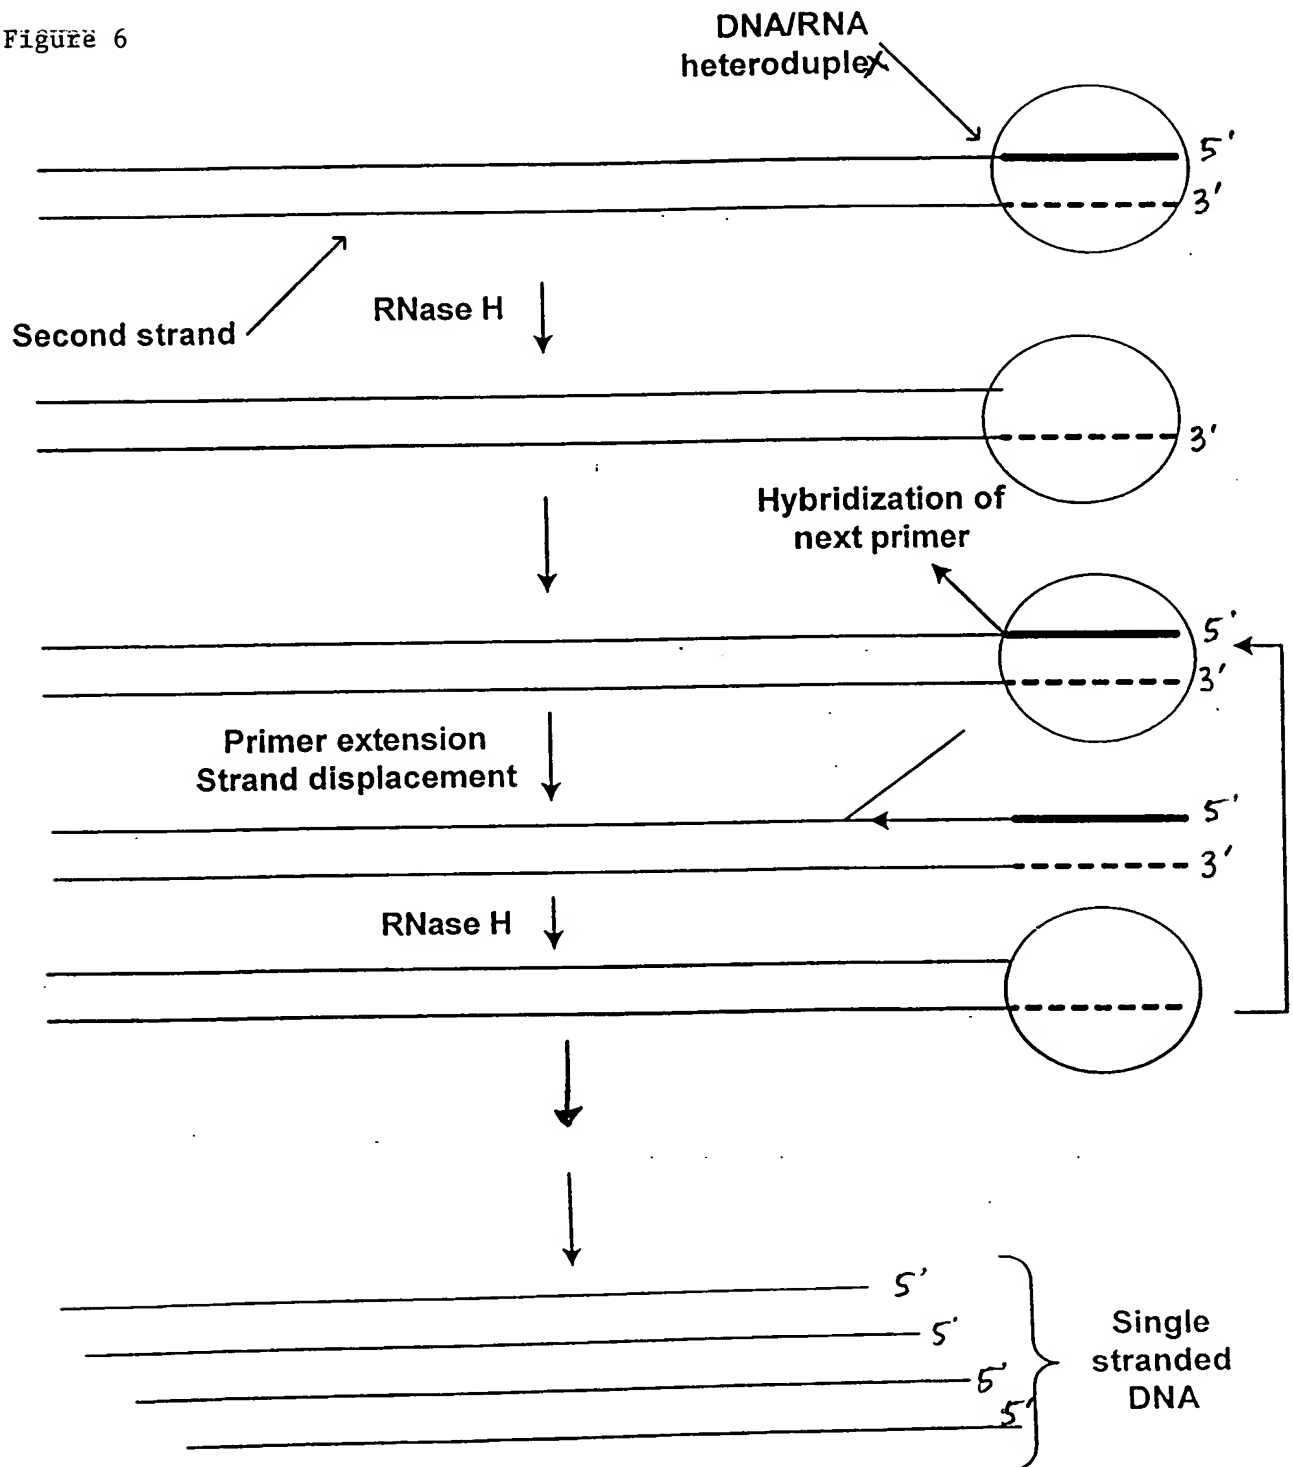 Figure 6
DNA/RNA
heteroduplex
5'
3'
Second strand
RNase H
3'
Hybridization of
next primer
5'
3'
Primer extension
Strand displacement
5'
3'
RNase H
5'
5'
5'
5'
Single
stranded
DNA